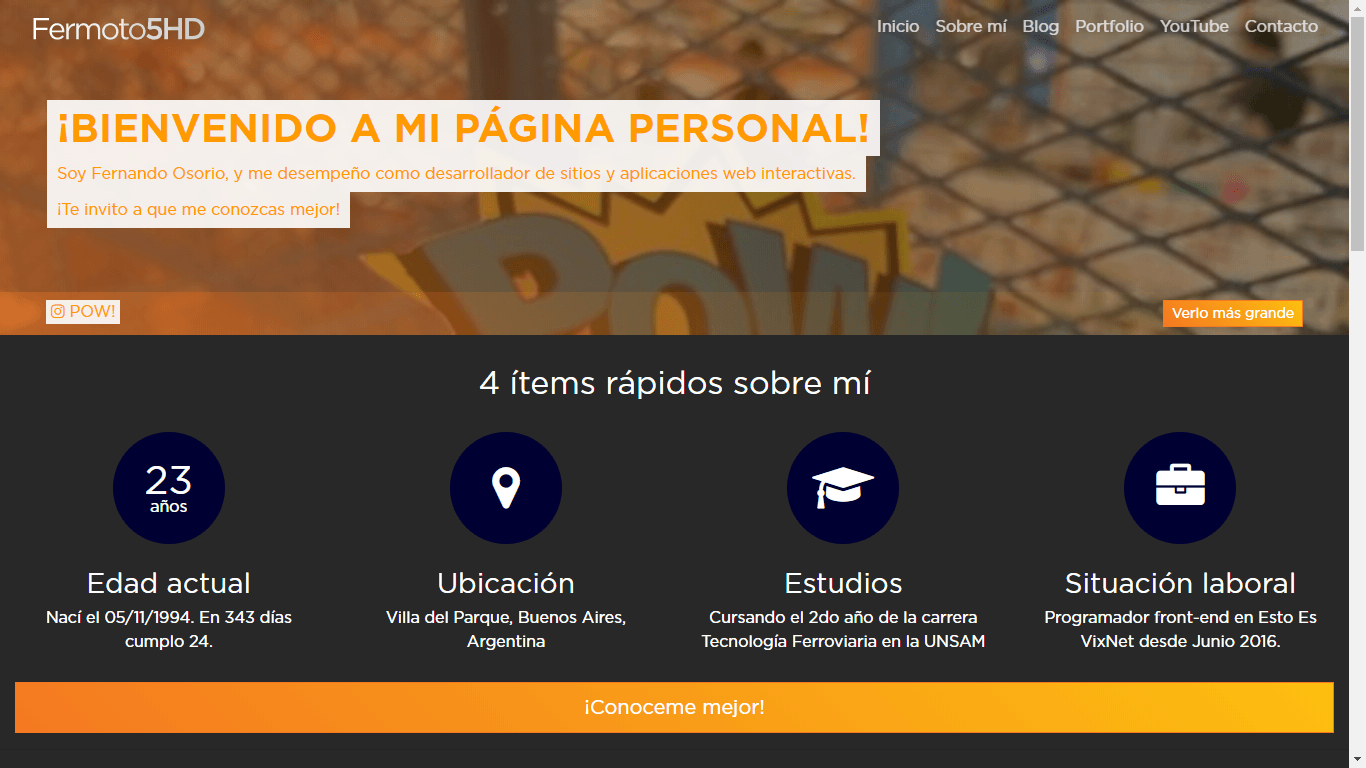 Fermoto5HD
Inicio Sobre mí Blog Portfolio YouTube Contacto
¡BIENVENIDO A MI PÁGINA PERSONAL!
Soy Fernando Osorio, y me desempeño como desarrollador de sitios y aplicaciones web interactivas.
¡Te invito a que me conozcas mejor!
POW!
POW!
Verlo más grande
4 ítems rápidos sobre mí
23
años
Edad actual
Nací el 05/11/1994. En 343 días
cumplo 24.
Ubicación
Villa del Parque, Buenos Aires,
Argentina
Estudios
Cursando el 2do año de la carrera
Tecnología Ferroviaria en la UNSAM
Situación laboral
Programador front-end en Esto Es
VixNet desde Junio 2016.
¡Conoceme mejor!